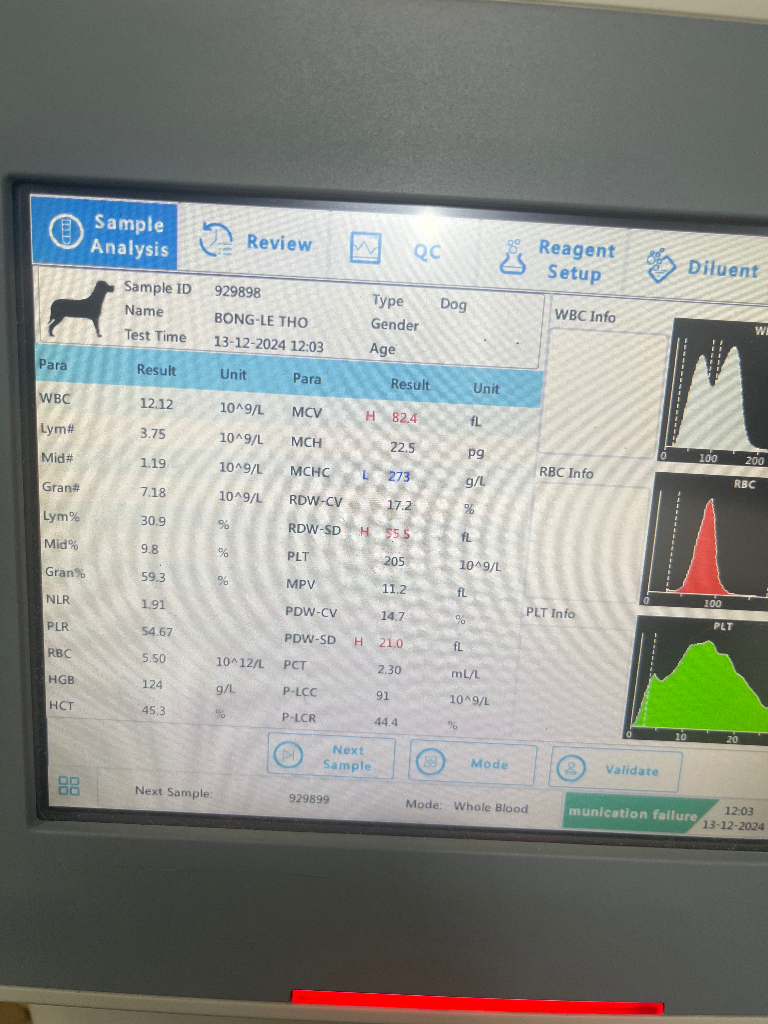 Sample Analysis
Review
QC
Reagent Setup
Diluent
Sample ID 929898 Type Dog
Name BONG-LE THO Gender
Test Time 13-12-2024 12:03 Age
Para Result Unit Para Result Unit
WBC 12.12 10^9/L MCV H 82.4 fL
Lym# 3.75 10^9/L MCH 22.5 pg
Mid# 1.19 10^9/L MCHC L 273 g/L
Gran# 7.18 10^9/L RDW-CV 17.2 %
Lym% 30.9 % RDW-SD H 55.5 fL
Mid% 9.8 % PLT 205 10^9/L
Gran% 59.3 % MPV 11.2 fL
NLR 1.91 PDW-CV 14.7 %
PLR 54.67 PDW-SD H 21.0 fL
RBC 5.50 10^12/L PCT 2.30 mL/L
HGB 124 g/L P-LCC 91 10^9/L
HCT 45.3 % P-LCR 44.4 %
WBC Info
0 100 200
RBC Info
RBC
0 100
PLT Info
PLT
0 10 20
Next Sample
Mode
Validate
Next Sample: 929899 Mode: Whole Blood
munication failure
12:03
13-12-2024